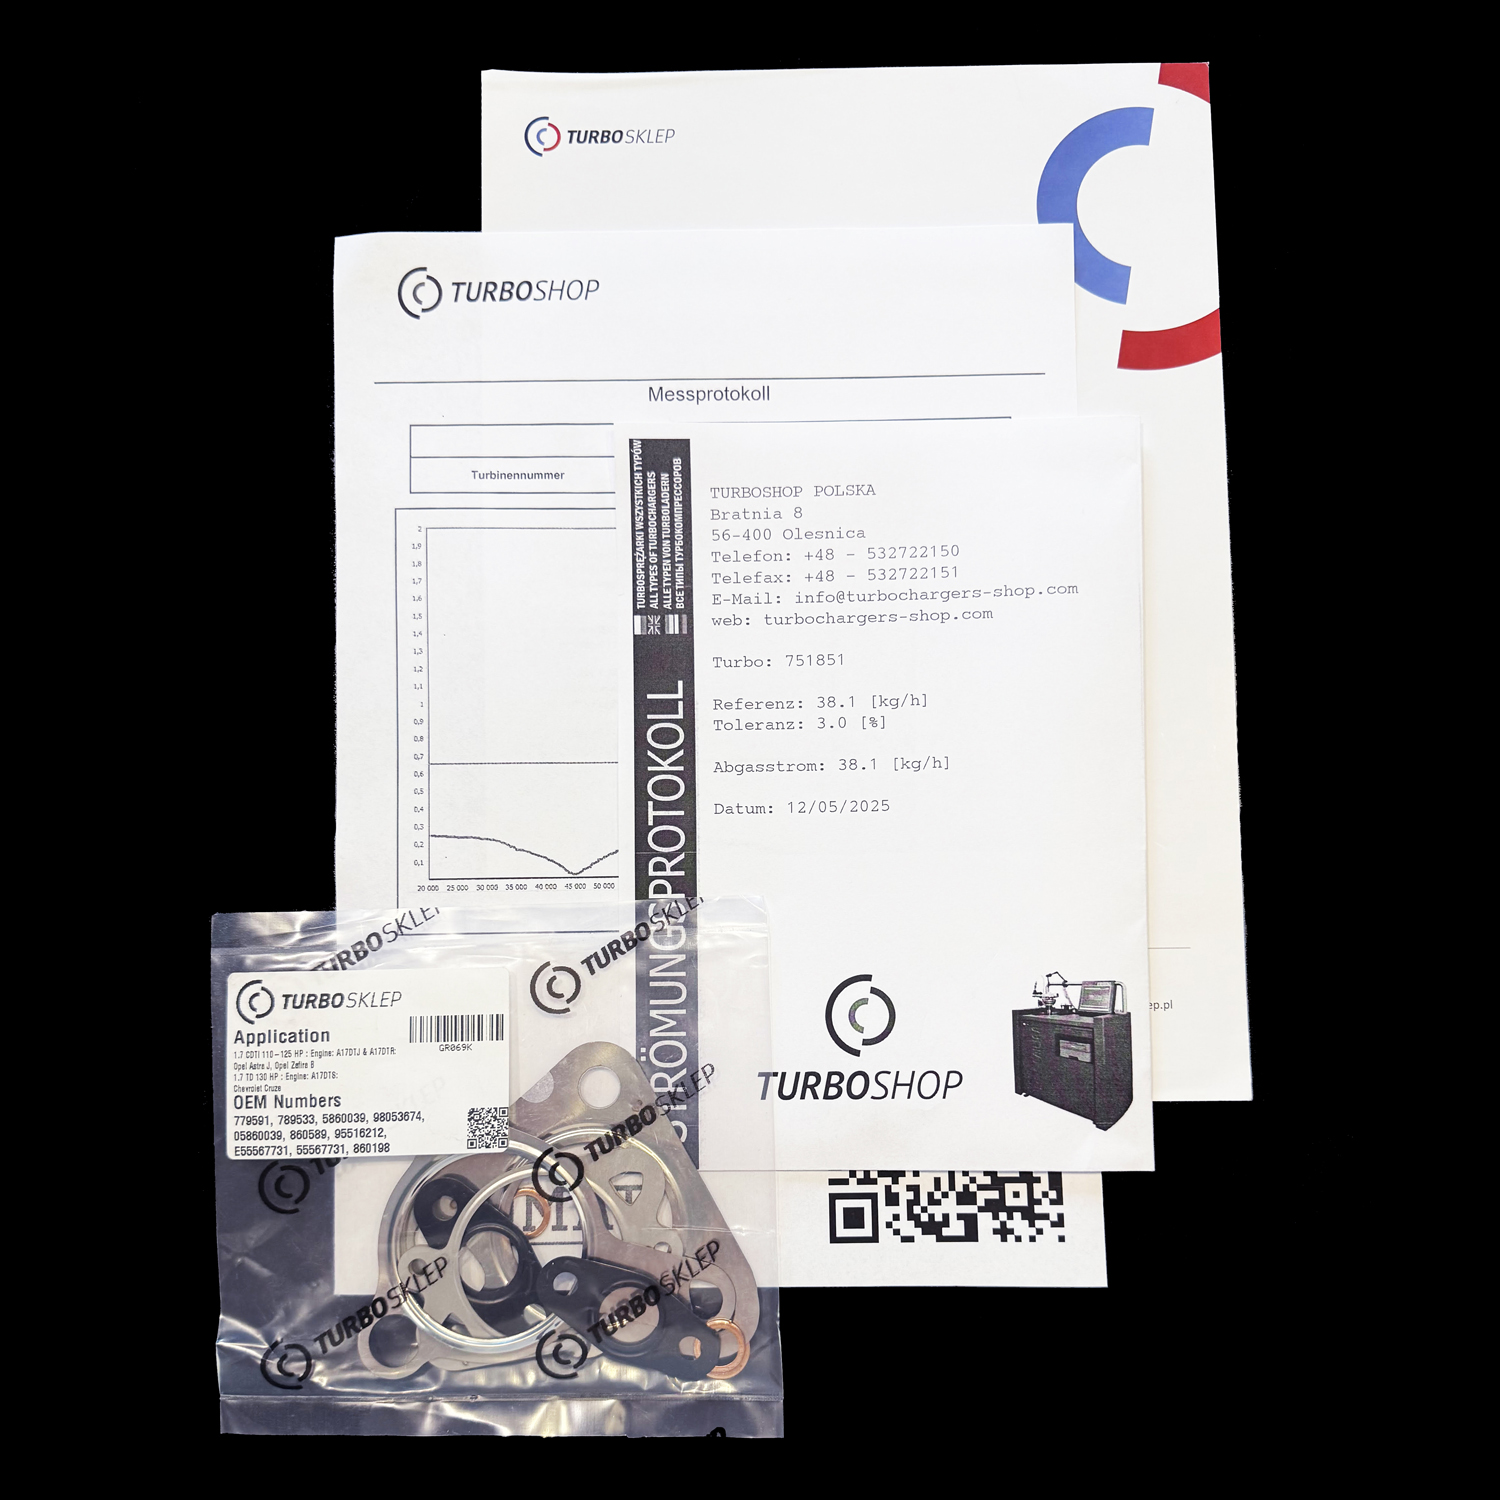 TURBOSKLEP
TURBOSHOP
Messprotokoll
Turbinennummer
2
1,9
1,8
1,7
1,6
1,5
1,4
1,3
1,2
1,1
1
0,9
0,8
0,7
0,6
0,5
0,4
0,3
0,2
0,1
20 000 25 000 30 000 35 000 40 000 45 000 50 000
TURBOSPRĘŻARKI WSZYSTKICH TYPÓW
ALL TYPES OF TURBOCHARGERS
ALLE TYPEN VON TURBOLADERN
ВСЕ ТИПЫ ТУРБОКОМПРЕССОРОВ
STRÖMUNGSPROTOKOLL
TURBOSHOP POLSKA
Bratnia 8
56-400 Olesnica
Telefon: +48 - 532722150
Telefax: +48 - 532722151
E-Mail: info@turbochargers-shop.com
web: turbochargers-shop.com
Turbo: 751851
Referenz: 38.1 [kg/h]
Toleranz: 3.0 [%]
Abgasstrom: 38.1 [kg/h]
Datum: 12/05/2025
TURBOSHOP
ep.pl
TURBOSKLEP
TURBOSKLEP
TURBOSKLEP
Application
GR069K
1.7 CDTI 110-125 HP : Engine: A17DTJ & A17DTR:
Opel Astra J, Opel Zafira B
1.7 TD 130 HP : Engine: A17DTS:
Chevrolet Cruze
OEM Numbers
779591, 789533, 5860039, 98053674,
05860039, 860589, 95516212,
E55567731, 55567731, 860198
TURBOSKLEP
TURBOSKLEP
TURBOSKLEP